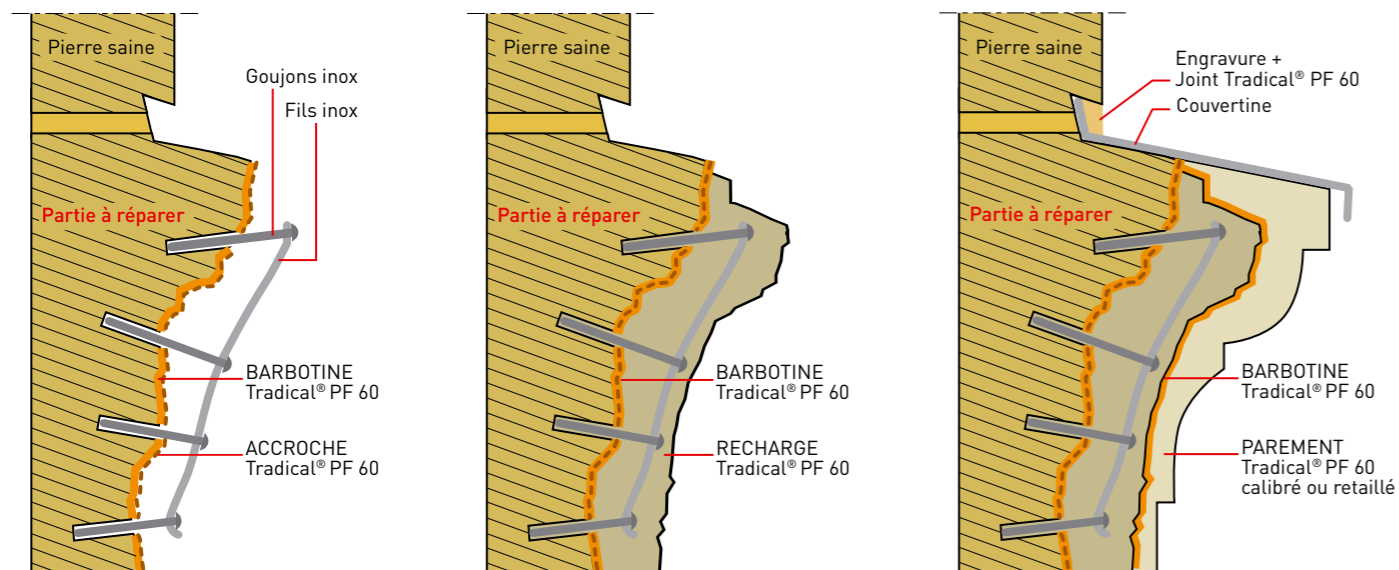 Pierre saine
Goujons inox
Fils inox
Partie à réparer
BARBOTINE
Tradical® PF 60
ACCROCHE
Tradical® PF 60
Partie à réparer
BARBOTINE
Tradical® PF 60
RECHARGE
Tradical® PF 60
Pierre saine
Engravure +
Joint Tradical® PF 60
Couvertine
Partie à réparer
BARBOTINE
Tradical® PF 60
PAREMENT
Tradical® PF 60
calibré ou retaillé